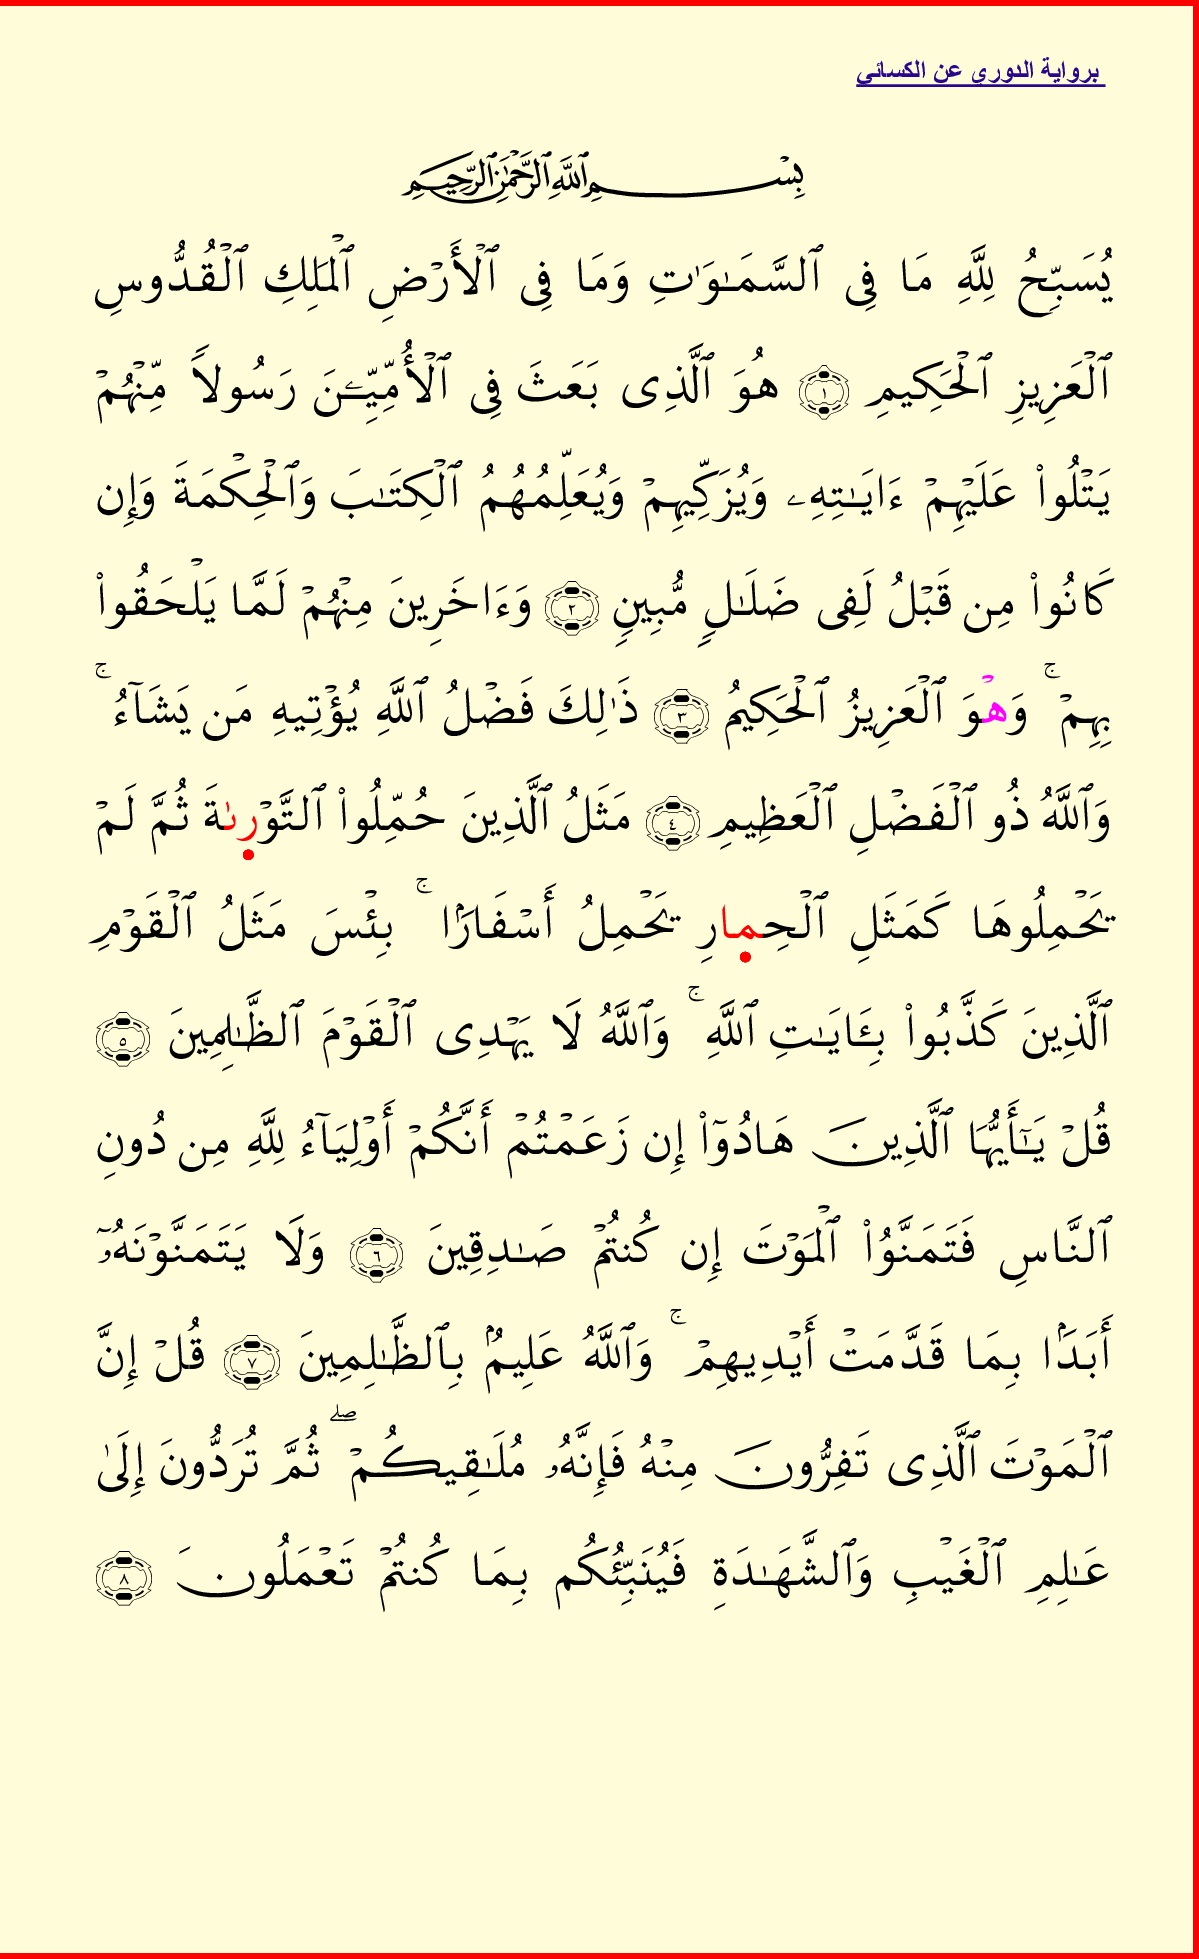 برواية الدوري عن الكسائي
بِسْمِ ٱللَّهِ ٱلرَّحْمَٰنِ ٱلرَّحِيمِ
يُسَبِّحُ لِلَّهِ مَا فِى ٱلسَّمَٰوَٰتِ وَمَا فِى ٱلْأَرْضِ ٱلْمَلِكِ ٱلْقُدُّوسِ
ٱلْعَزِيزِ ٱلْحَكِيمِ ١ هُوَ ٱلَّذِى بَعَثَ فِى ٱلْأُمِّيِّـۧنَ رَسُولًا مِّنْهُمْ
يَتْلُوا۟ عَلَيْهِمْ ءَايَٰتِهِۦ وَيُزَكِّيهِمْ وَيُعَلِّمُهُمُ ٱلْكِتَٰبَ وَٱلْحِكْمَةَ وَإِن
كَانُوا۟ مِن قَبْلُ لَفِى ضَلَٰلٍ مُّبِينٍ ٢ وَءَاخَرِينَ مِنْهُمْ لَمَّا يَلْحَقُوا۟
بِهِمْ ۚ وَهْوَ ٱلْعَزِيزُ ٱلْحَكِيمُ ٣ ذَٰلِكَ فَضْلُ ٱللَّهِ يُؤْتِيهِ مَن يَشَآءُ ۚ
وَٱللَّهُ ذُو ٱلْفَضْلِ ٱلْعَظِيمِ ٤ مَثَلُ ٱلَّذِينَ حُمِّلُوا۟ ٱلتَّوْرىٰةَ ثُمَّ لَمْ
يَحْمِلُوهَا كَمَثَلِ ٱلْحِمارِ يَحْمِلُ أَسْفَارًۢا ۚ بِئْسَ مَثَلُ ٱلْقَوْمِ
ٱلَّذِينَ كَذَّبُوا۟ بِـَٔايَٰتِ ٱللَّهِ ۚ وَٱللَّهُ لَا يَهْدِى ٱلْقَوْمَ ٱلظَّٰلِمِينَ ٥
قُلْ يَٰٓأَيُّهَا ٱلَّذِينَ هَادُوٓا۟ إِن زَعَمْتُمْ أَنَّكُمْ أَوْلِيَآءُ لِلَّهِ مِن دُونِ
ٱلنَّاسِ فَتَمَنَّوُا۟ ٱلْمَوْتَ إِن كُنتُمْ صَٰدِقِينَ ٦ وَلَا يَتَمَنَّوْنَهُۥٓ
أَبَدًۢا بِمَا قَدَّمَتْ أَيْدِيهِمْ ۚ وَٱللَّهُ عَلِيمٌۢ بِٱلظَّٰلِمِينَ ٧ قُلْ إِنَّ
ٱلْمَوْتَ ٱلَّذِى تَفِرُّونَ مِنْهُ فَإِنَّهُۥ مُلَٰقِيكُمْ ۖ ثُمَّ تُرَدُّونَ إِلَىٰ
عَٰلِمِ ٱلْغَيْبِ وَٱلشَّهَٰدَةِ فَيُنَبِّئُكُم بِمَا كُنتُمْ تَعْمَلُونَ ٨